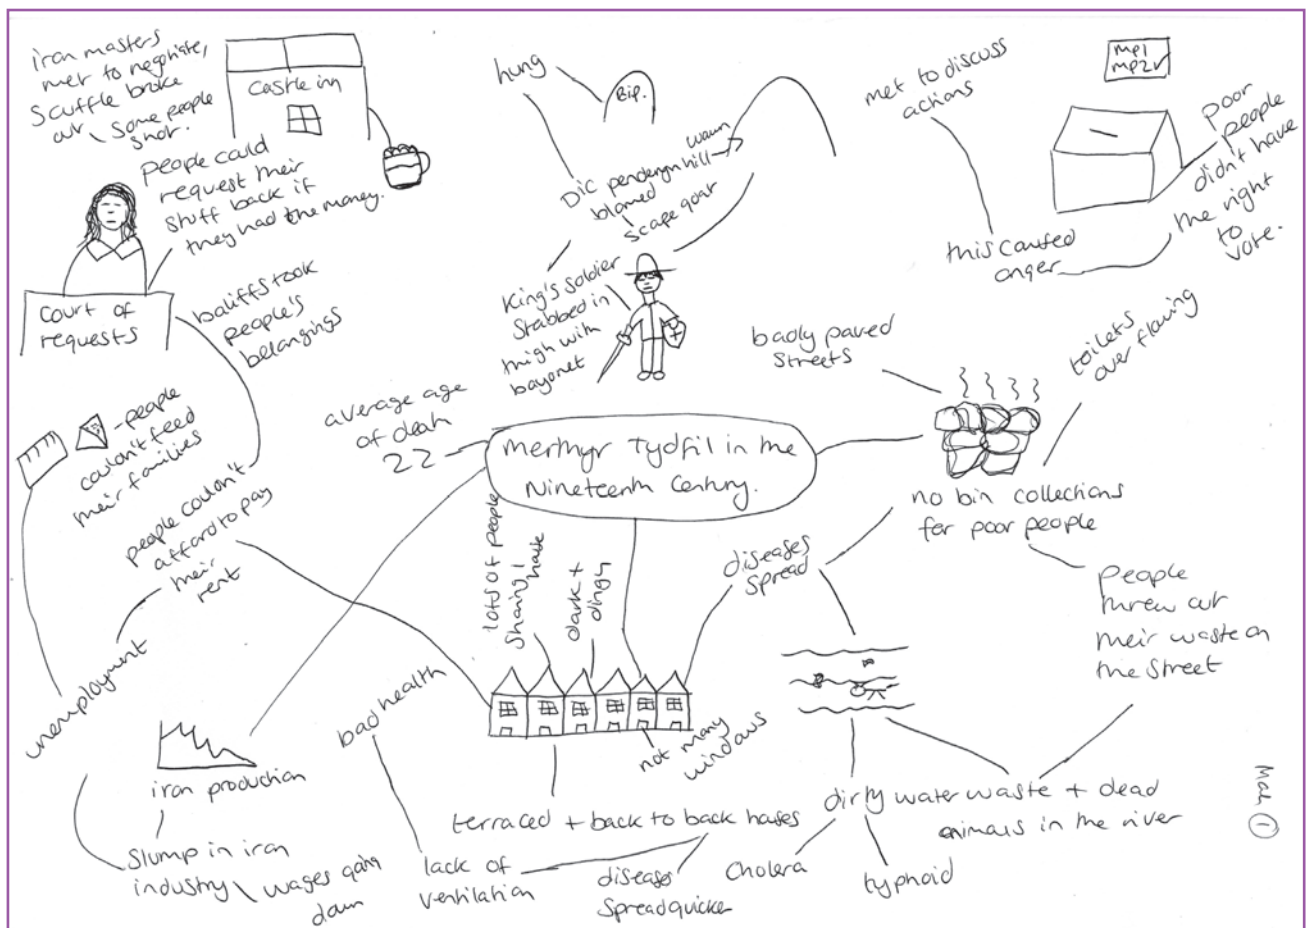 iron masters
met to negotiate,
Scuffle broke
out
Some people
shot.
Castle inn
People could
request their
stuff back if
they had the money.
Court of
requests
baliffs took
people's
belongings
hung
R.i.p.
waun
hill
Dic penderyn
blamed
scape goat
King's soldier
Stabbed in
thigh with
bayonet
met to discuss
actions
MP1
MP2✓
poor
people
didn't have
the right
to
vote.
this caused
anger
badly paved
Streets
toilets
over flowing
no bin collections
for poor people
People
threw out
their waste on
the Street
average age
of death
22
Merthyr Tydfil in the
Nineteenth Century.
- people
couldn't feed
their families
people couldn't
afford to pay
their
rent
unemployment
iron production
Slump in iron
industry
wages going
down
lots of people
Sharing 1
dark +
dingy
diseases
Spread
bad health
not many
windows
terraced + back to back houses
lack of
ventilation
diseases
Spread quicker
dirty water waste + dead
animals in the river
Cholera
typhoid
①